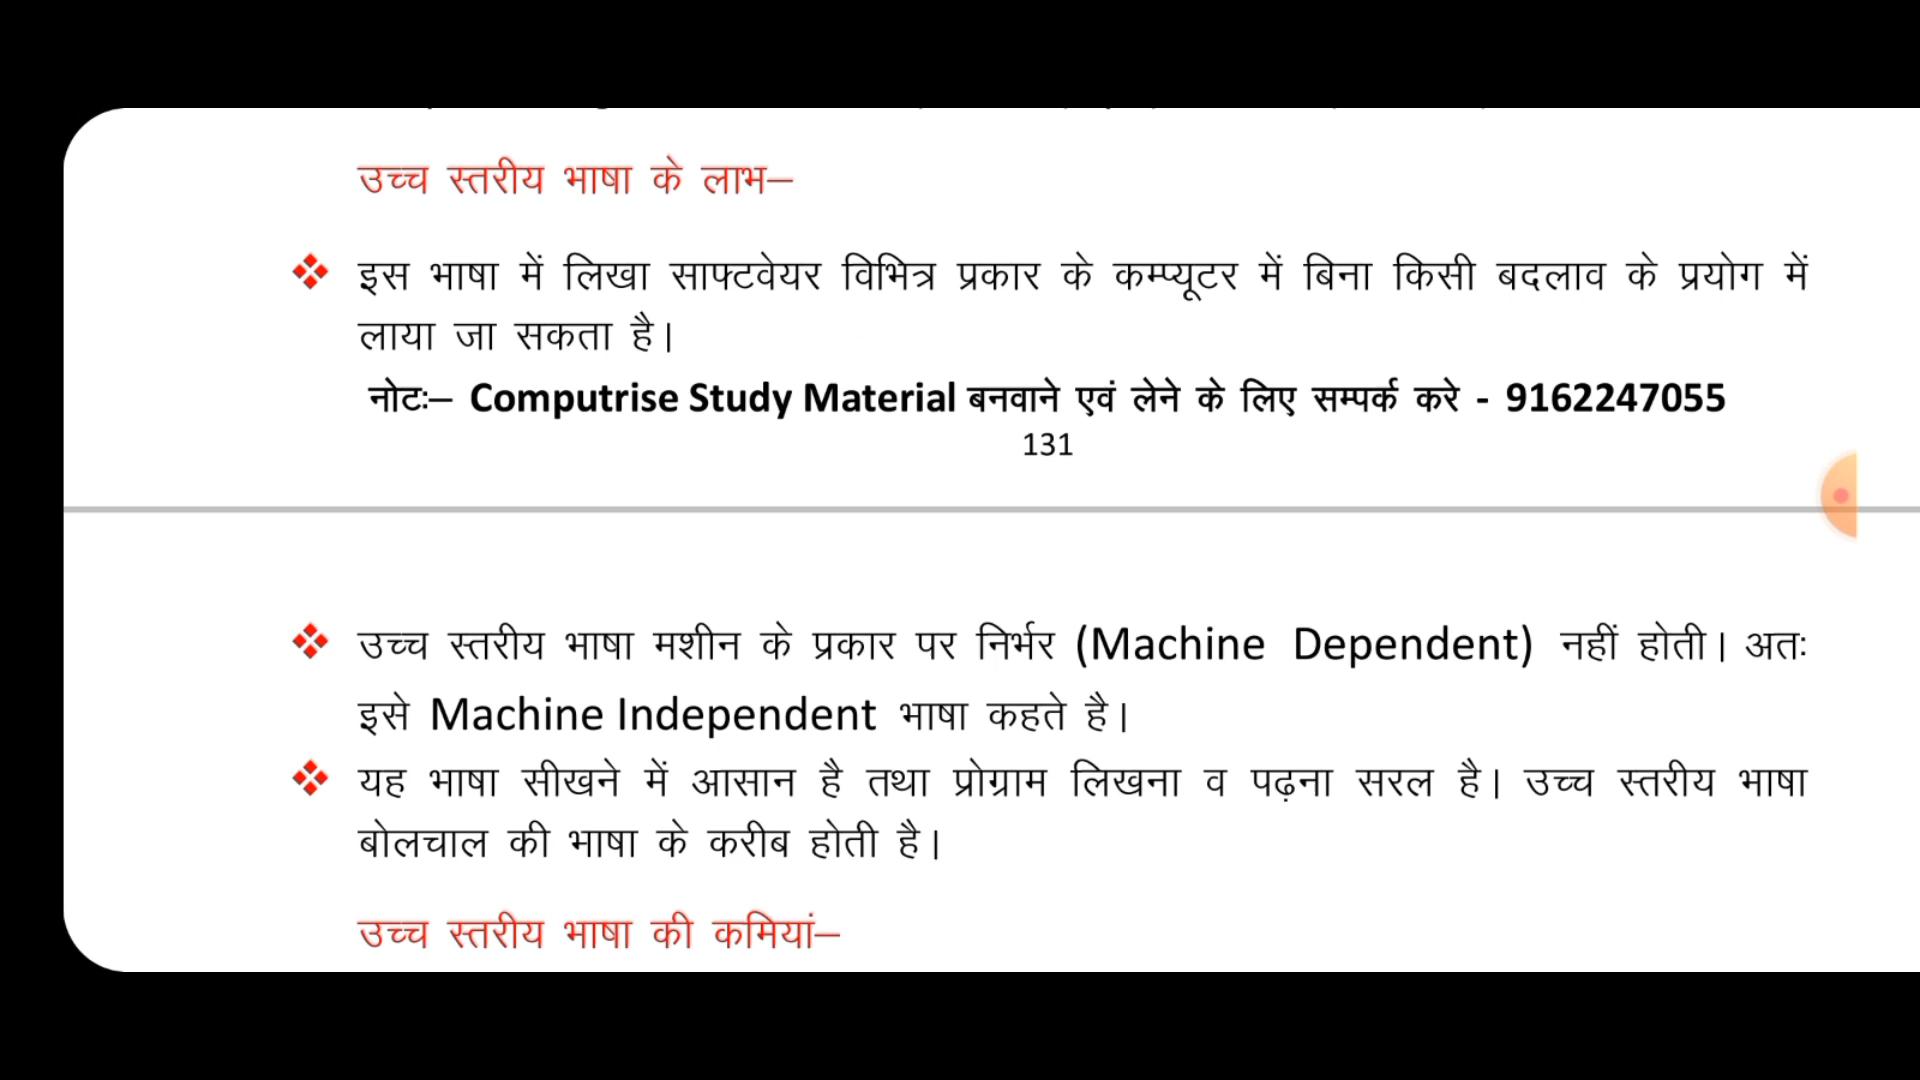 उच्च स्तरीय भाषा के लाभ–
❖ इस भाषा में लिखा साफ्टवेयर विभित्र प्रकार के कम्प्यूटर में बिना किसी बदलाव के प्रयोग में
लाया जा सकता है।
नोटः– Computrise Study Material बनवाने एवं लेने के लिए सम्पर्क करे - 9162247055
131
❖ उच्च स्तरीय भाषा मशीन के प्रकार पर निर्भर (Machine Dependent) नहीं होती। अतः
इसे Machine Independent भाषा कहते है।
❖ यह भाषा सीखने में आसान है तथा प्रोग्राम लिखना व पढ़ना सरल है। उच्च स्तरीय भाषा
बोलचाल की भाषा के करीब होती है।
उच्च स्तरीय भाषा की कमियां–